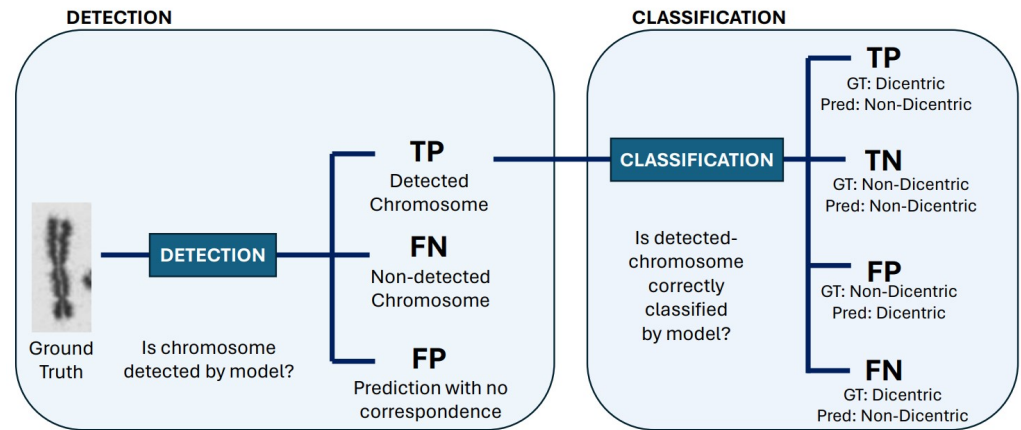 DETECTION
Ground
Truth
DETECTION
Is chromosome
detected by model?
TP
Detected
Chromosome
FN
Non-detected
Chromosome
FP
Prediction with no
correspondence
CLASSIFICATION
CLASSIFICATION
Is detected-
chromosome
correctly
classified
by model?
TP
GT: Dicentric
Pred: Non-Dicentric
TN
GT: Non-Dicentric
Pred: Non-Dicentric
FP
GT: Non-Dicentric
Pred: Dicentric
FN
GT: Dicentric
Pred: Non-Dicentric